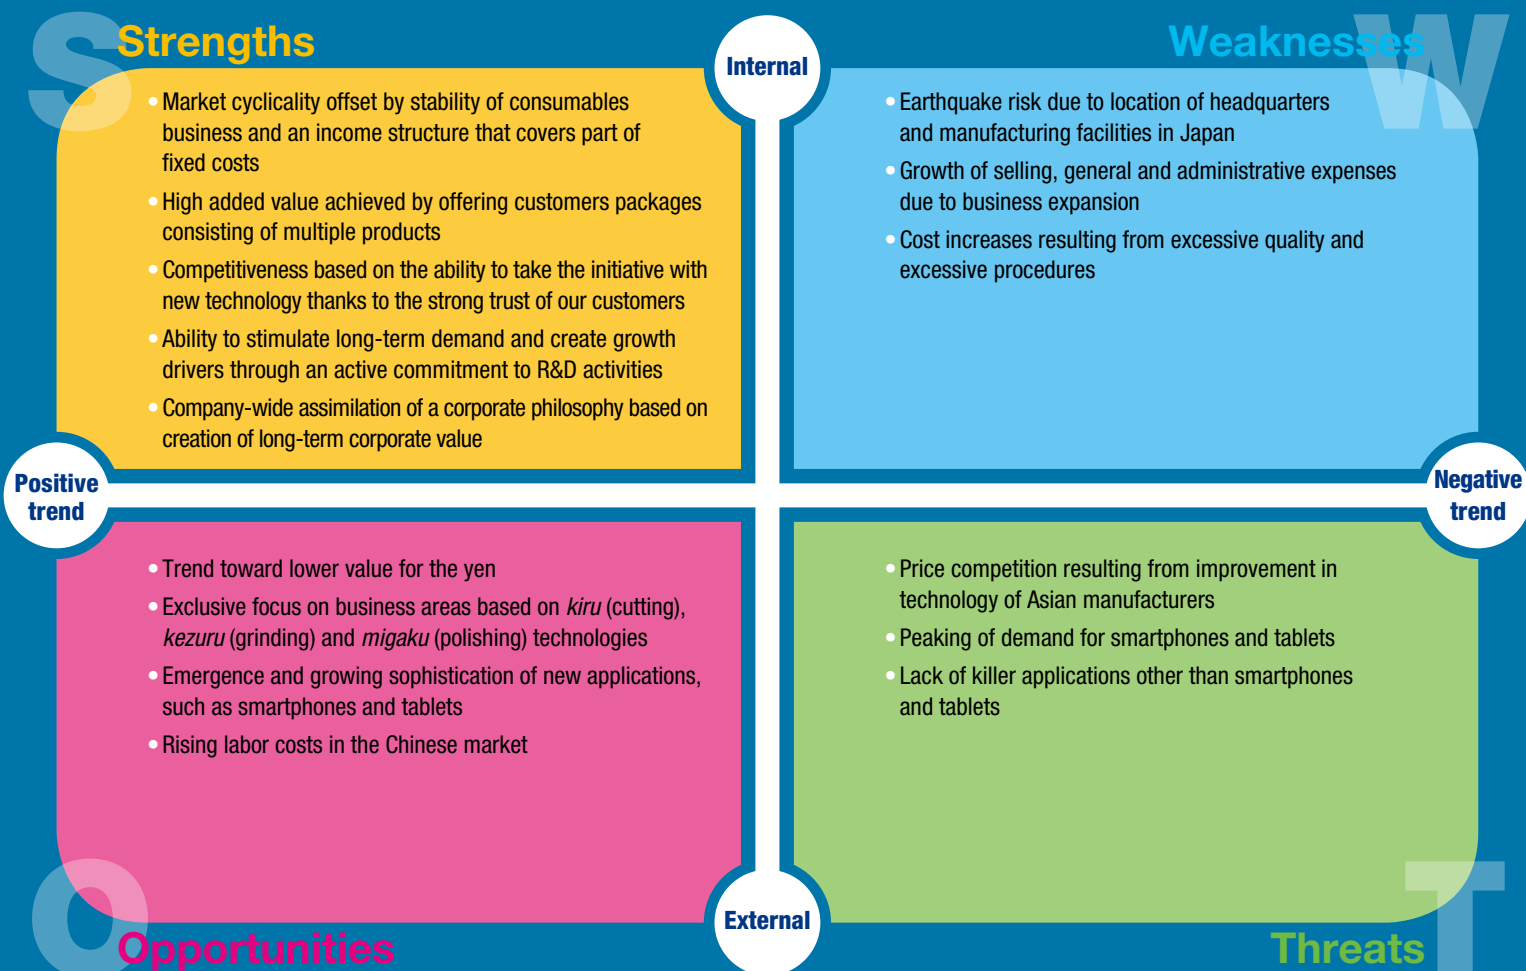 S
Strengths
Internal
Weaknesses
W
• Market cyclicality offset by stability of consumables
business and an income structure that covers part of
fixed costs
• High added value achieved by offering customers packages
consisting of multiple products
• Competitiveness based on the ability to take the initiative with
new technology thanks to the strong trust of our customers
• Ability to stimulate long-term demand and create growth
drivers through an active commitment to R&D activities
• Company-wide assimilation of a corporate philosophy based on
creation of long-term corporate value
• Earthquake risk due to location of headquarters
and manufacturing facilities in Japan
• Growth of selling, general and administrative expenses
due to business expansion
• Cost increases resulting from excessive quality and
excessive procedures
Positive
trend
Negative
trend
• Trend toward lower value for the yen
• Exclusive focus on business areas based on kiru (cutting),
kezuru (grinding) and migaku (polishing) technologies
• Emergence and growing sophistication of new applications,
such as smartphones and tablets
• Rising labor costs in the Chinese market
• Price competition resulting from improvement in
technology of Asian manufacturers
• Peaking of demand for smartphones and tablets
• Lack of killer applications other than smartphones
and tablets
O
Opportunities
External
Threats
T